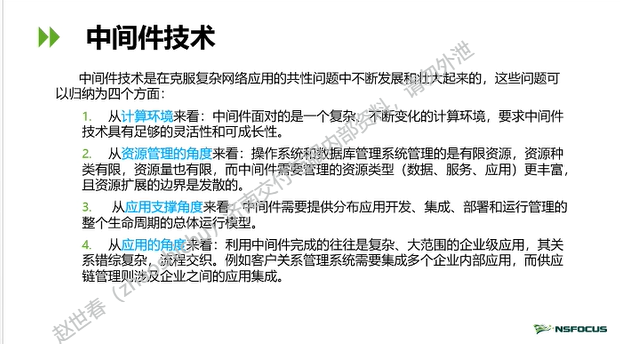 中间件技术
中间件技术是在克服复杂网络应用的共性问题中不断发展和壮大起来的，这些问题可
以归纳为四个方面：
1. 从计算环境来看：中间件面对的是一个复杂、不断变化的计算环境，要求中间件
技术具有足够的灵活性和可成长性。
2. 从资源管理的角度来看：操作系统和数据库管理系统管理的是有限资源，资源种
类有限，资源量也有限，而中间件需要管理的资源类型（数据、服务、应用）更丰富，
且资源扩展的边界是发散的。
3. 从应用支撑角度来看，中间件需要提供分布应用开发、集成、部署和运行管理的
整个生命周期的总体运行模型。
4. 从应用的角度来看：利用中间件完成的往往是复杂、大范围的企业级应用，其关
系错综复杂，流程交织。例如客户关系管理系统需要集成多个企业内部应用，而供应
链管理则涉及企业之间的应用集成。
NSFOCUS